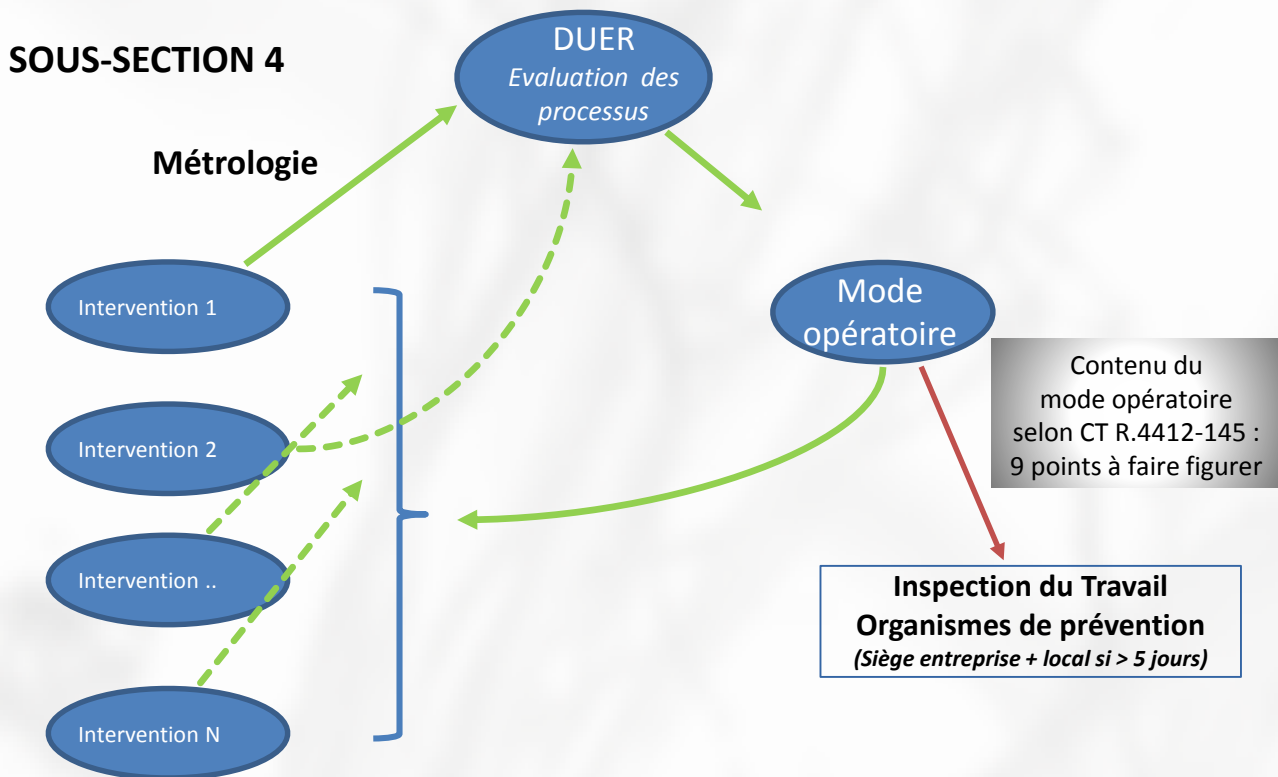 SOUS-SECTION 4
DUER
Evaluation des
processus
Métrologie
Intervention 1
Mode
opératoire
Contenu du
mode opératoire
selon CT R.4412-145 :
9 points à faire figurer
Intervention 2
Intervention ..
Inspection du Travail
Organismes de prévention
(Siège entreprise + local si > 5 jours)
Intervention N